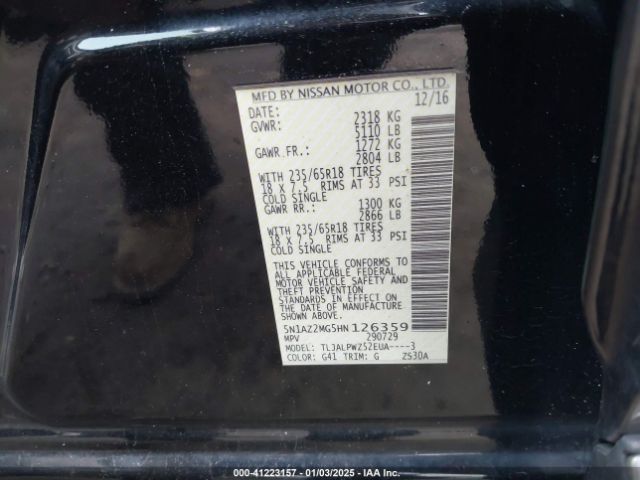 MFD BY NISSAN MOTOR CO., LTD.
DATE: 12/16
GVWR: 2318 KG
5110 LB
GAWR FR.: 1272 KG
2804 LB
WITH 235/65R18 TIRES
18 X 7.5 RIMS AT 33 PSI
COLD SINGLE
GAWR RR.: 1300 KG
2866 LB
WITH 235/65R18 TIRES
18 X 7.5 RIMS AT 33 PSI
COLD SINGLE
THIS VEHICLE CONFORMS TO
ALL APPLICABLE FEDERAL
MOTOR VEHICLE SAFETY AND
THEFT PREVENTION
STANDARDS IN EFFECT ON
THE DATE OF MANUFACTURE
SHOWN ABOVE.
5N1AZ2MG5HN126359
MPV 290729
MODEL: TLJALPWZ52EUA----3
COLOR: G41 TRIM: G ZS30A
000-41223157 - 01/03/2025 - IAA Inc.